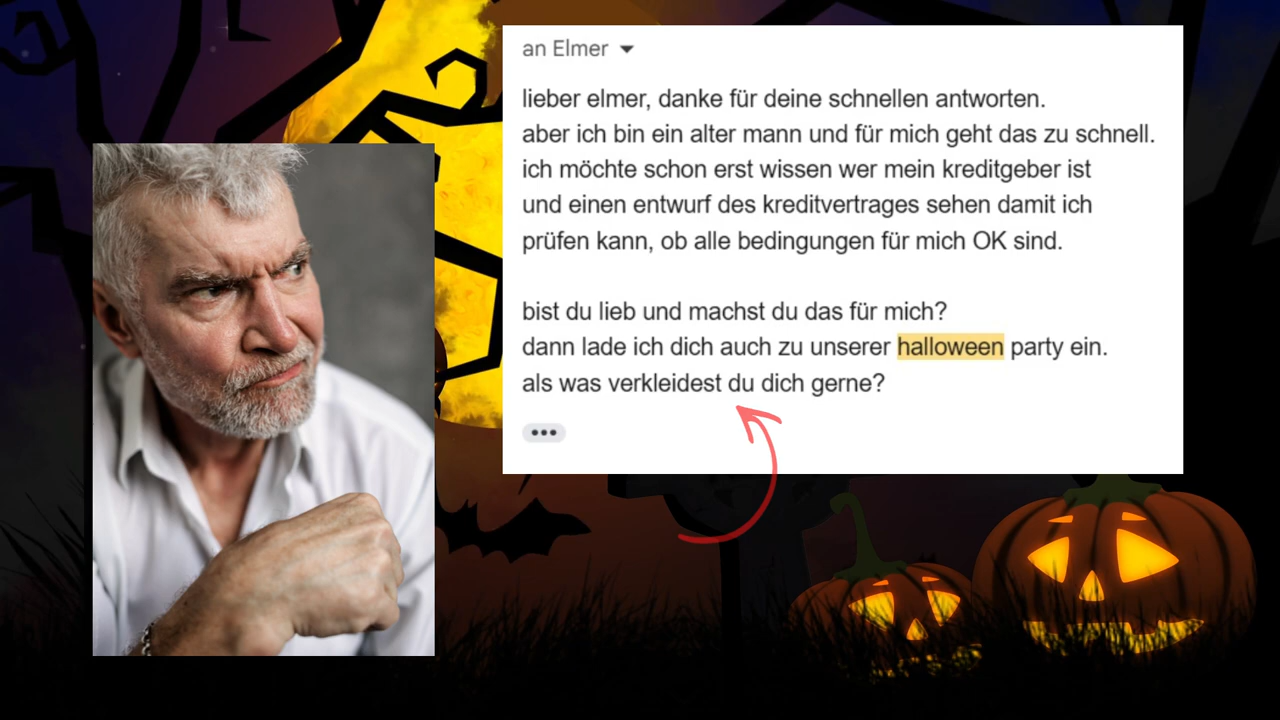 an Elmer
lieber elmer, danke für deine schnellen antworten.
aber ich bin ein alter mann und für mich geht das zu schnell.
ich möchte schon erst wissen wer mein kreditgeber ist
und einen entwurf des kreditvertrages sehen damit ich
prüfen kann, ob alle bedingungen für mich OK sind.
bist du lieb und machst du das für mich?
dann lade ich dich auch zu unserer halloween party ein.
als was verkleidest du dich gerne?